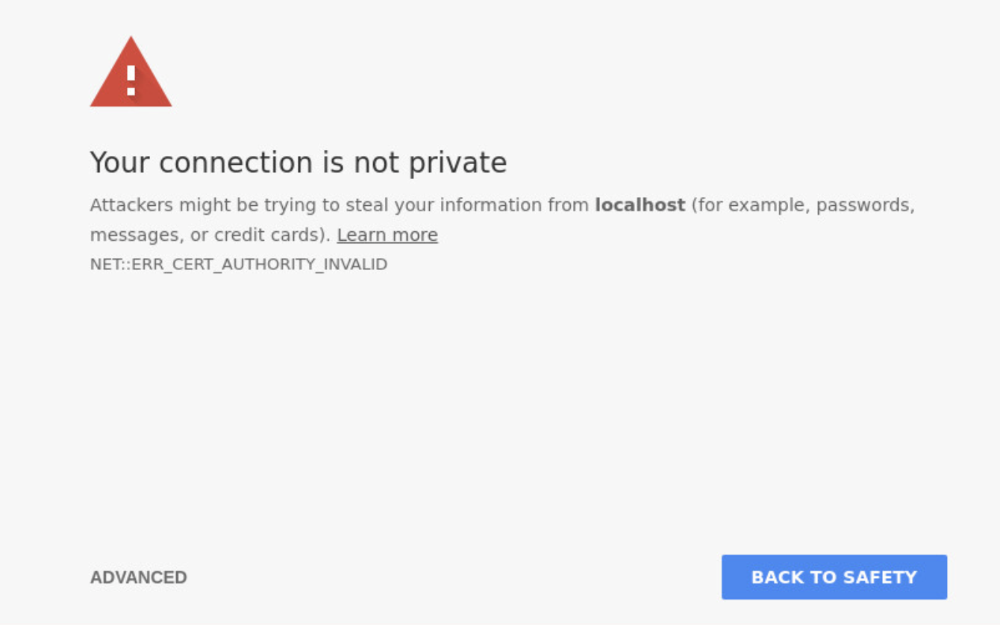 Your connection is not private
Attackers might be trying to steal your information from localhost (for example, passwords,
messages, or credit cards). Learn more
NET::ERR_CERT_AUTHORITY_INVALID
ADVANCED
BACK TO SAFETY